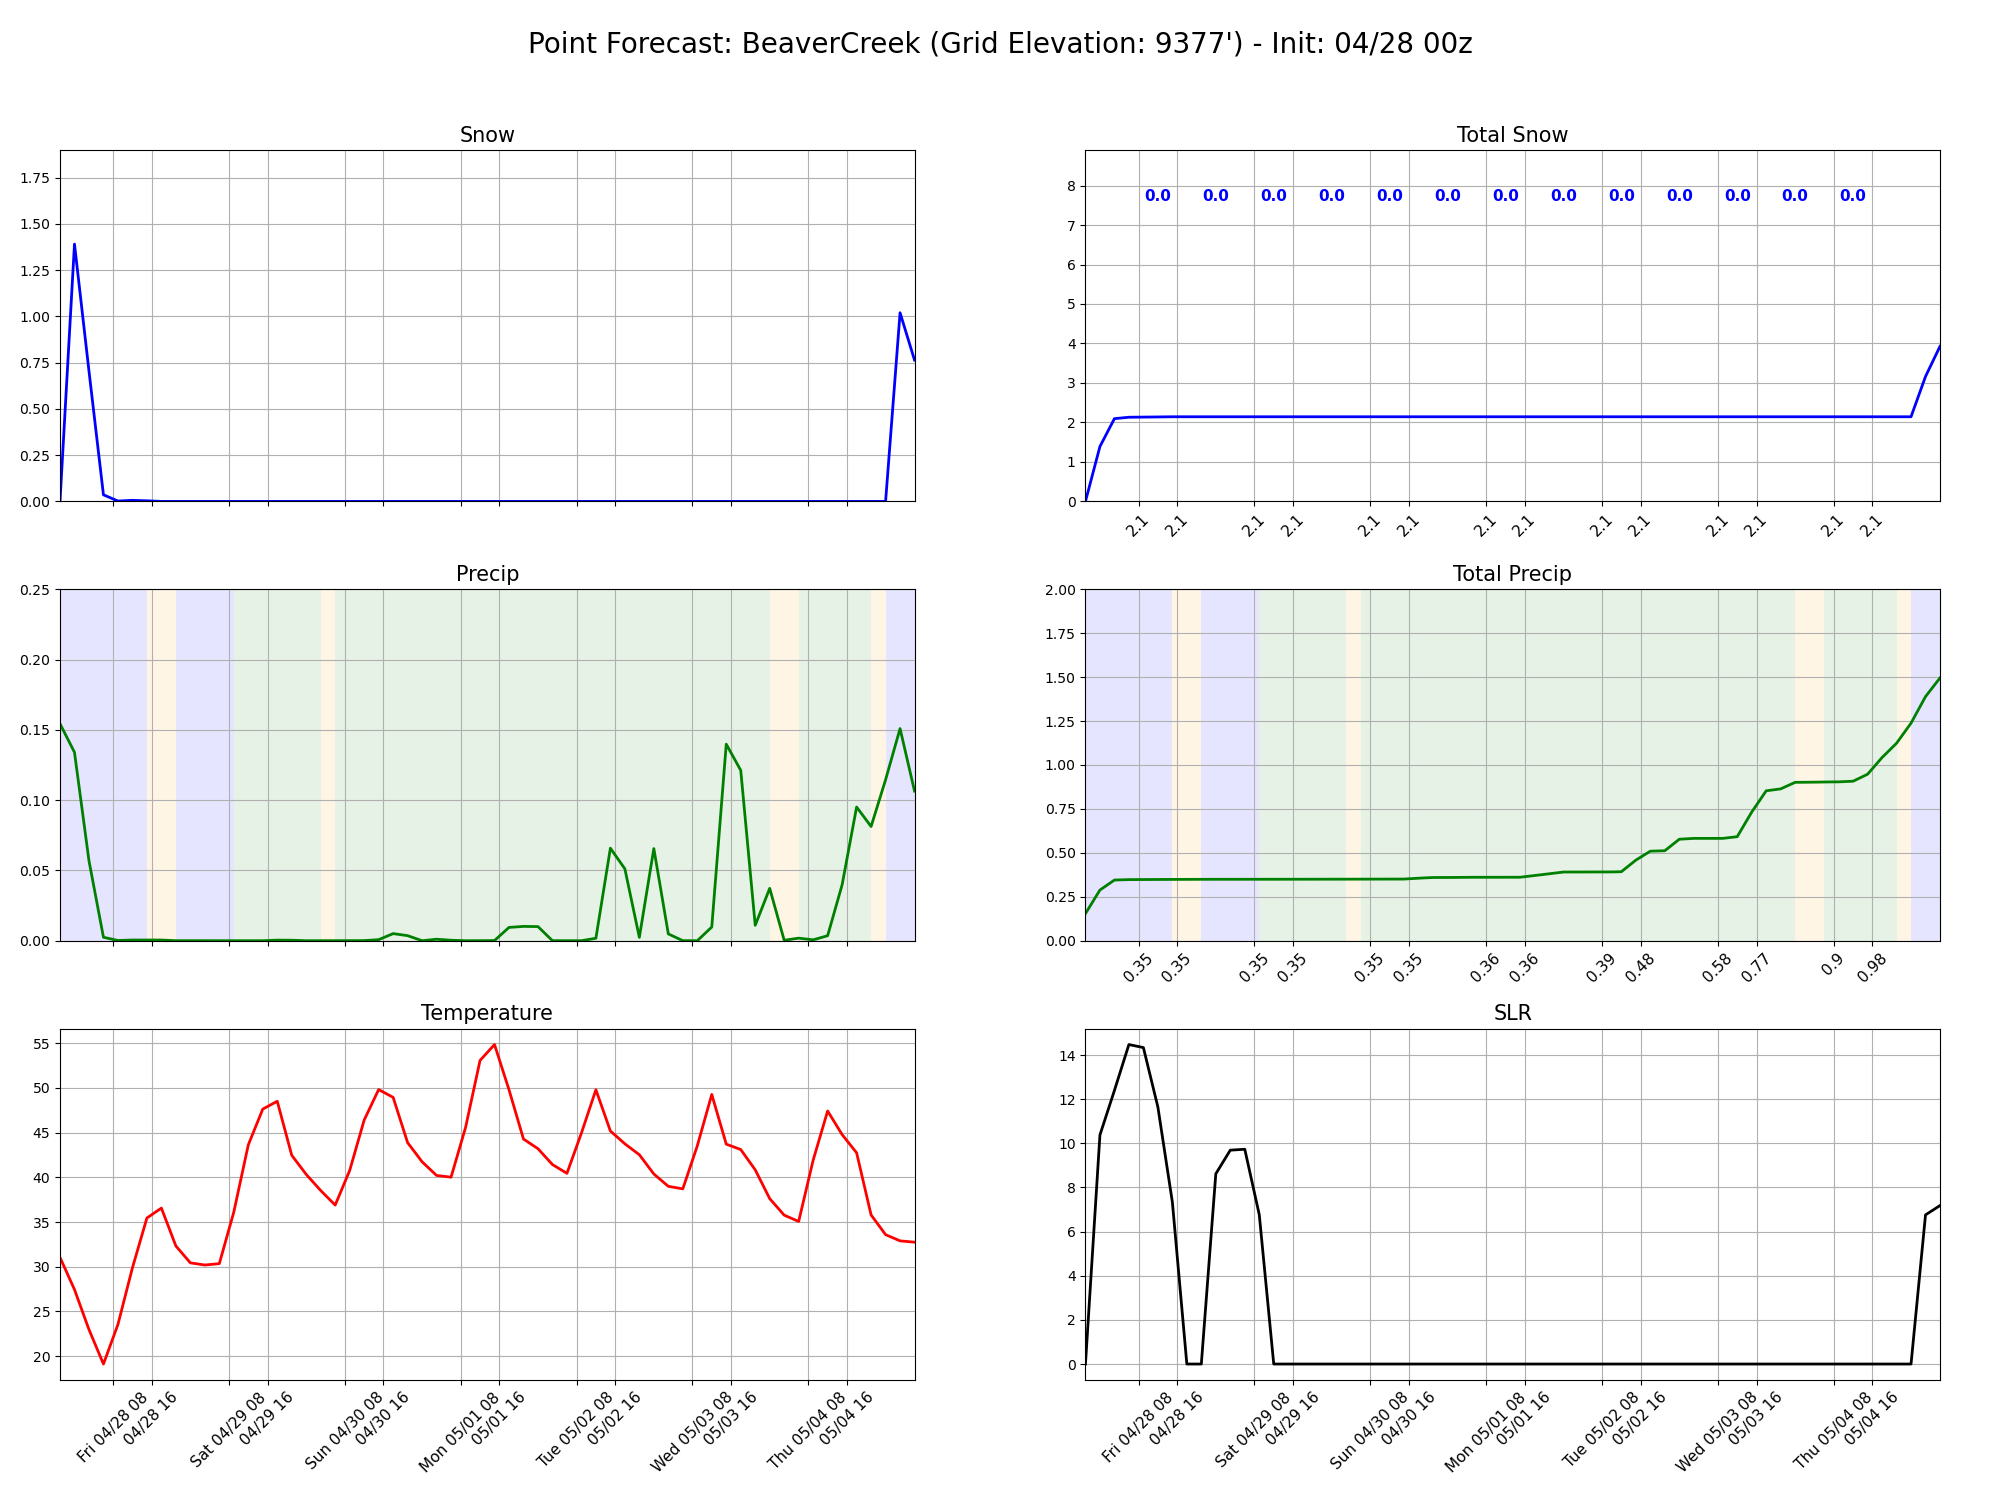 Point Forecast: BeaverCreek (Grid Elevation: 9377') - Init: 04/28 00z
Snow
1.75
1.50
1.25
1.00
0.75
0.50
0.25
0.00
Total Snow
8
7
6
5
4
3
2
1
0
0.0 0.0 0.0 0.0 0.0 0.0 0.0 0.0 0.0 0.0 0.0 0.0 0.0
2.1 2.1 2.1 2.1 2.1 2.1 2.1 2.1 2.1 2.1 2.1 2.1 2.1 2.1
Precip
0.25
0.20
0.15
0.10
0.05
0.00
Total Precip
2.00
1.75
1.50
1.25
1.00
0.75
0.50
0.25
0.00
0.35 0.35 0.35 0.35 0.35 0.35 0.36 0.36 0.39 0.48 0.58 0.77 0.9 0.98
Temperature
55
50
45
40
35
30
25
20
Fri 04/28 08
04/28 16
Sat 04/29 08
04/29 16
Sun 04/30 08
04/30 16
Mon 05/01 08
05/01 16
Tue 05/02 08
05/02 16
Wed 05/03 08
05/03 16
Thu 05/04 08
05/04 16
SLR
14
12
10
8
6
4
2
0
Fri 04/28 08
04/28 16
Sat 04/29 08
04/29 16
Sun 04/30 08
04/30 16
Mon 05/01 08
05/01 16
Tue 05/02 08
05/02 16
Wed 05/03 08
05/03 16
Thu 05/04 08
05/04 16